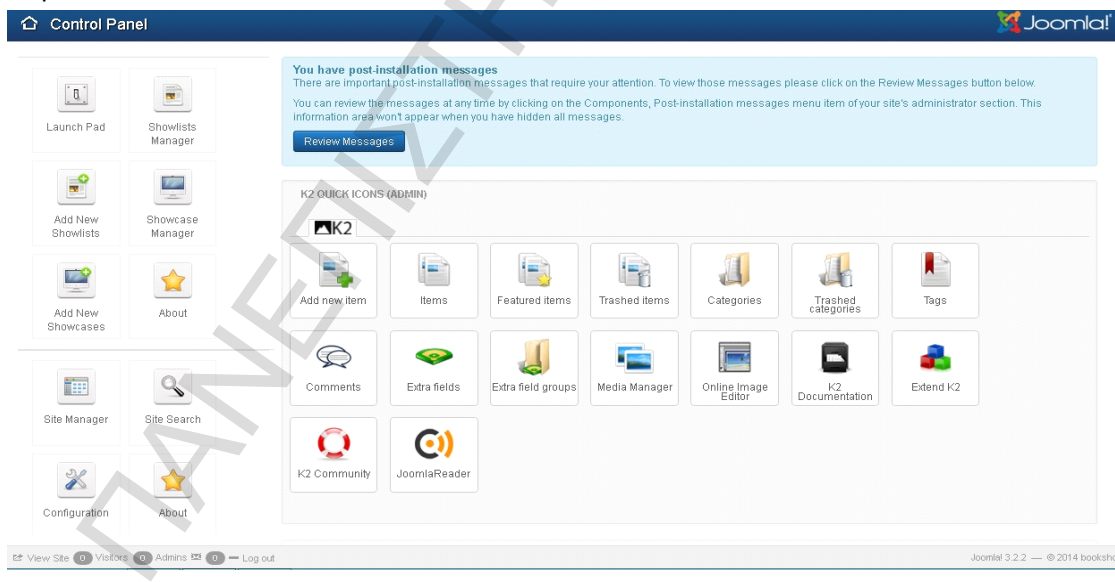 Control Panel
Joomla!
Launch Pad
Showlists
Manager
Add New
Showlists
Showcase
Manager
Add New
Showcases
About
Site Manager
Site Search
Configuration
About
You have post-installation messages
There are important post-installation messages that require your attention. To view those messages please click on the Review Messages button below.
You can review the messages at any time by clicking on the Components, Post-installation messages menu item of your site's administrator section. This
information area won't appear when you have hidden all messages.
Review Messages
K2 QUICK ICONS (ADMIN)
K2
Add new item
Items
Featured items
Trashed items
Categories
Trashed
categories
Tags
Comments
Extra fields
Extra field groups
Media Manager
Online Image
Editor
K2
Documentation
Extend K2
K2 Community
JoomlaReader
View Site 0 Visitors 0 Admins 0 Log out
Joomla! 3.2.2 — © 2014 booksho
ΠΑΝΕΠΙΣΤΗ